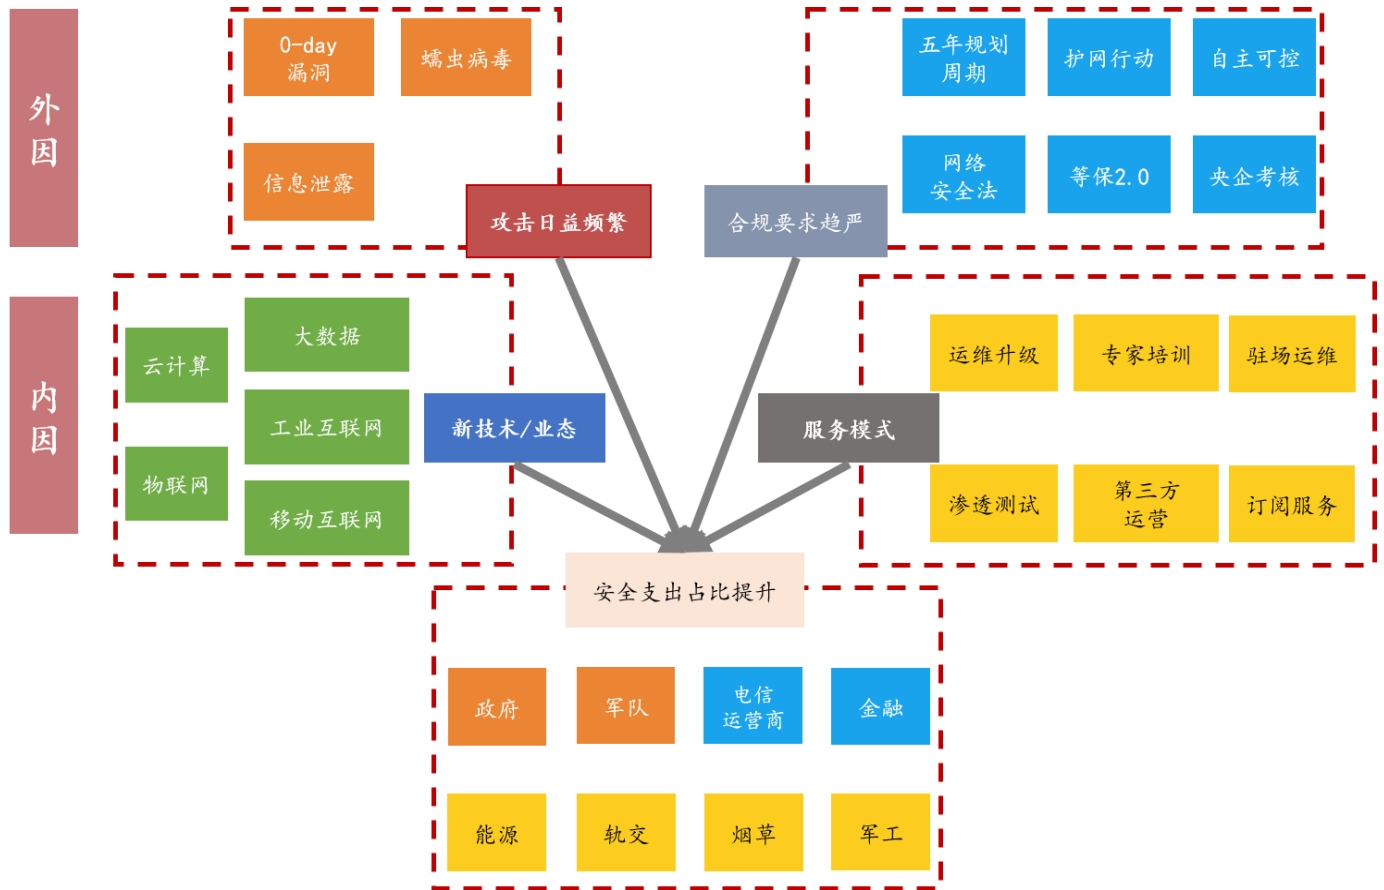 外
因
0-day
漏洞
蠕虫病毒
信息泄露
攻击日益频繁
五年规划
周期
护网行动
自主可控
网络
安全法
等保2.0
央企考核
合规要求趋严
内
因
云计算
大数据
工业互联网
物联网
移动互联网
新技术/业态
服务模式
运维升级
专家培训
驻场运维
渗透测试
第三方
运营
订阅服务
安全支出占比提升
政府
军队
电信
运营商
金融
能源
轨交
烟草
军工